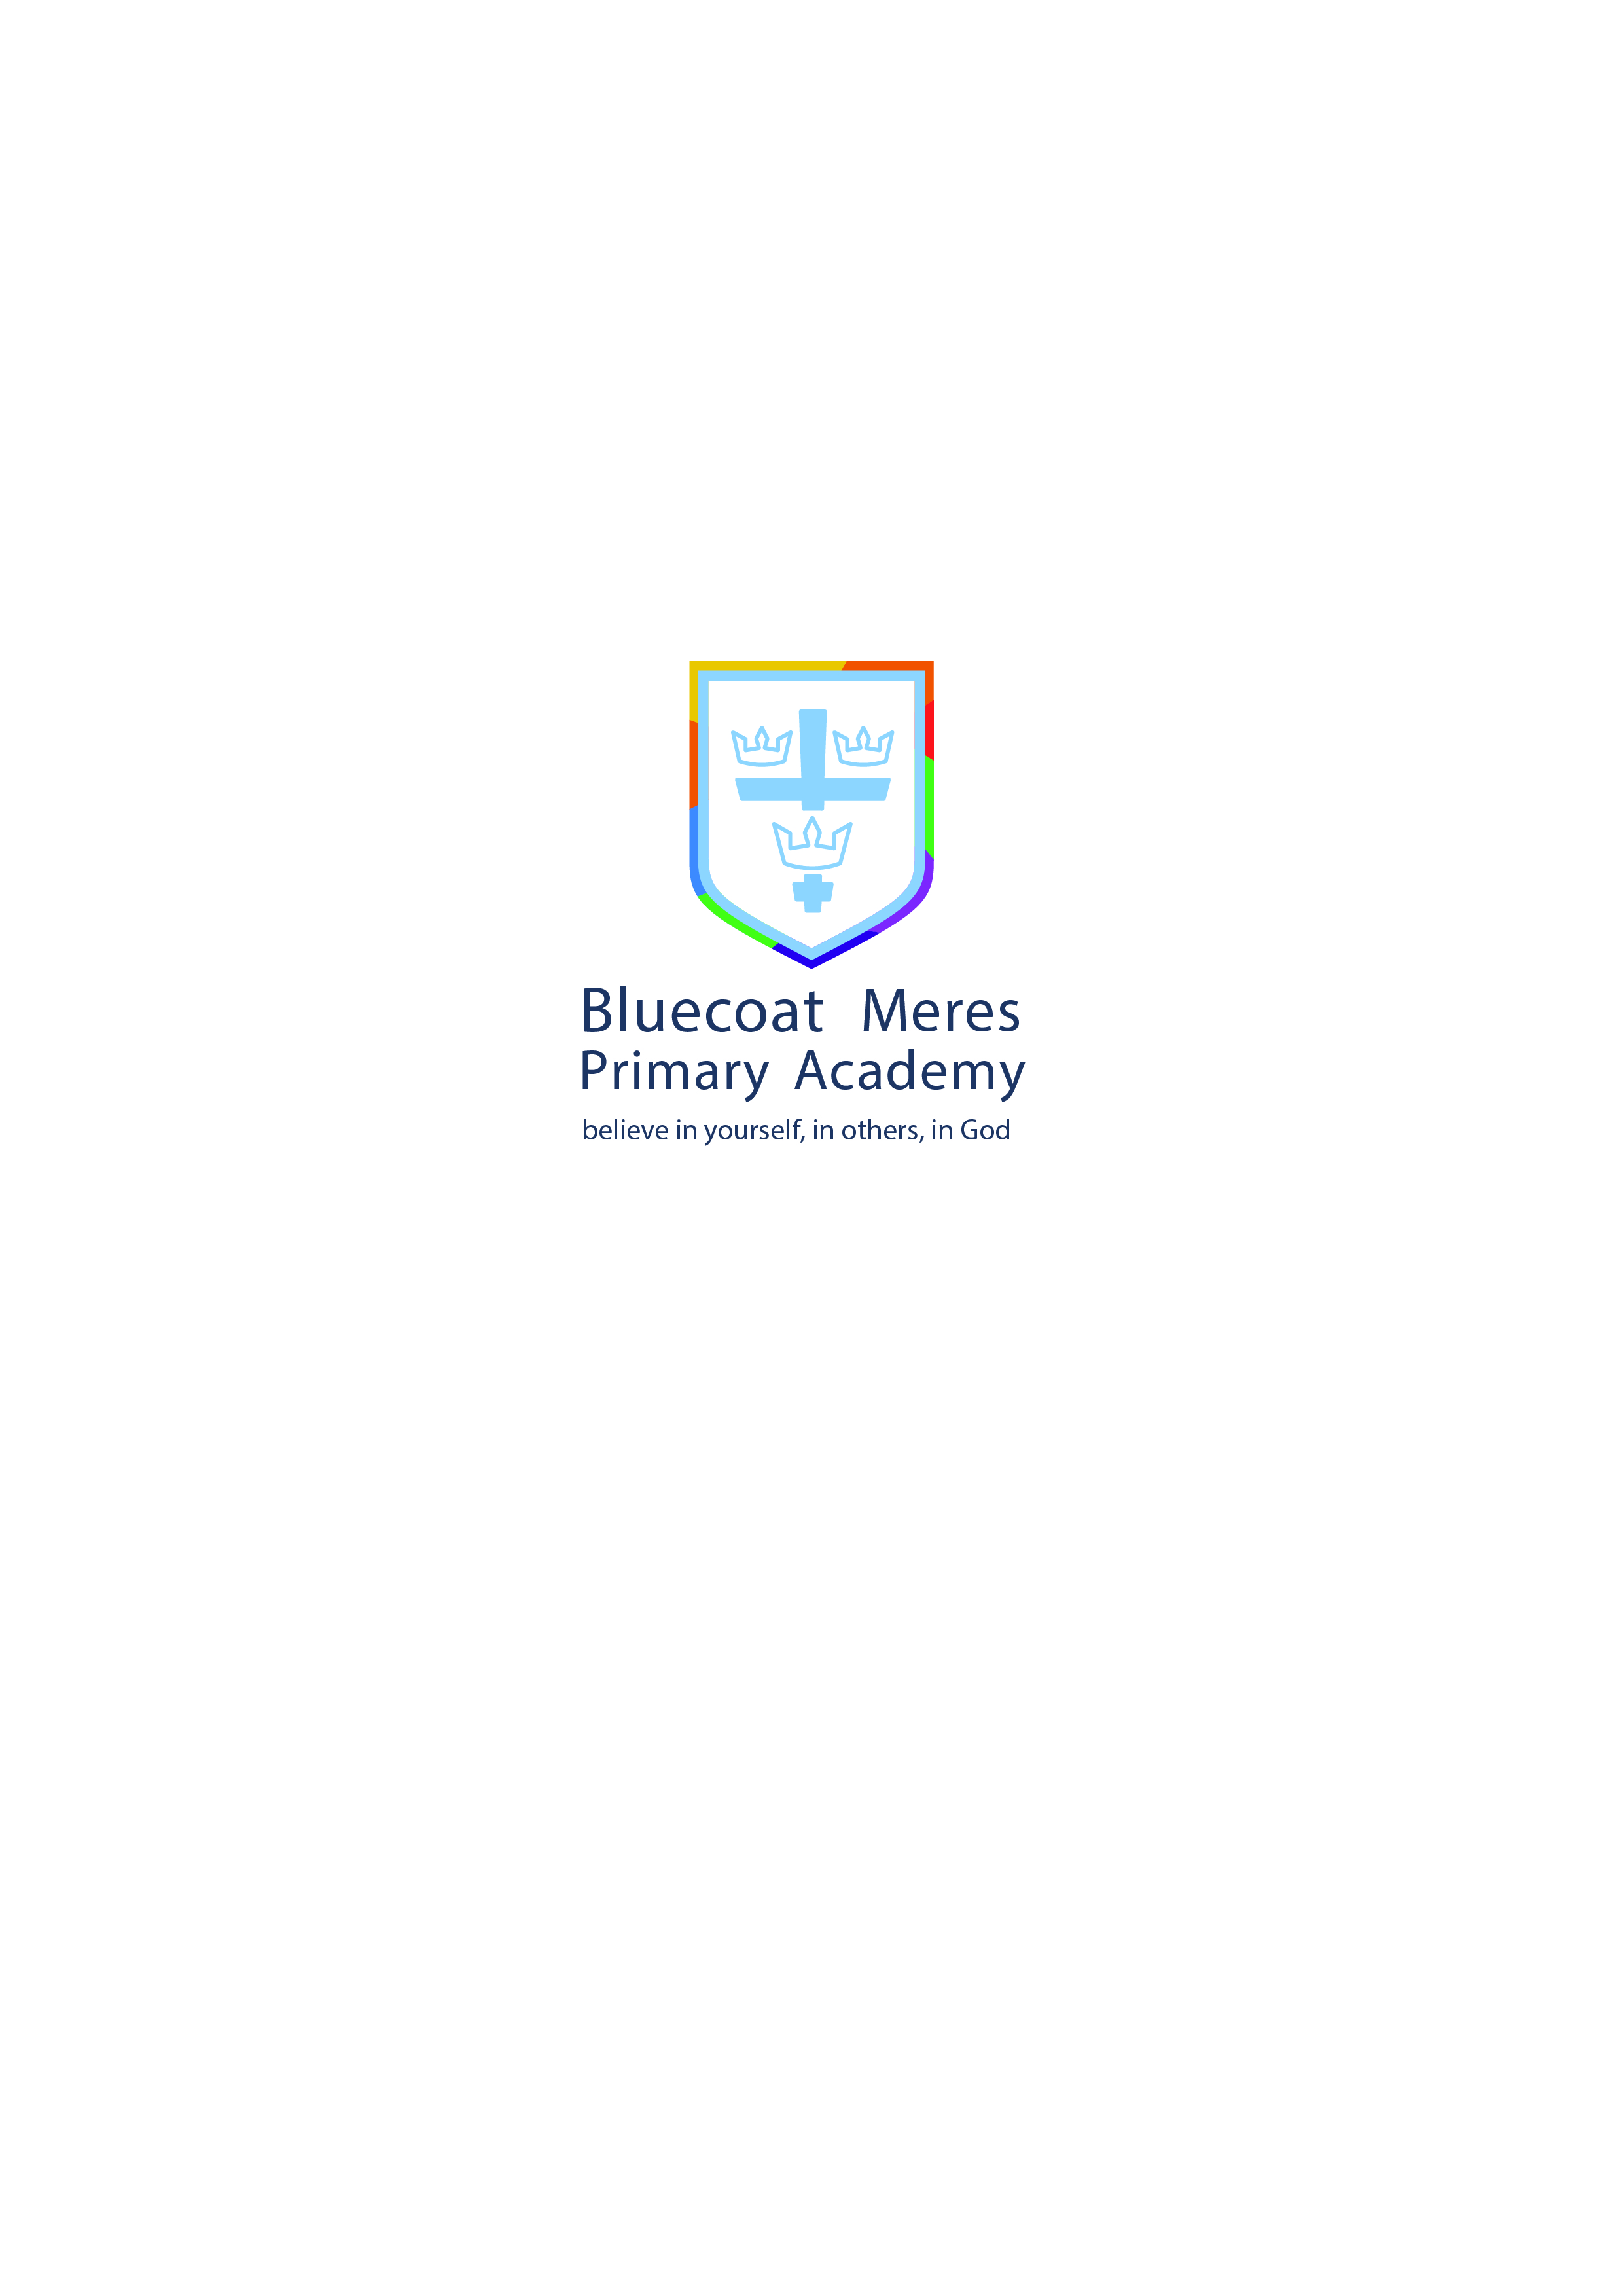 Bluecoat Meres
Primary Academy
believe in yourself, in others, in God